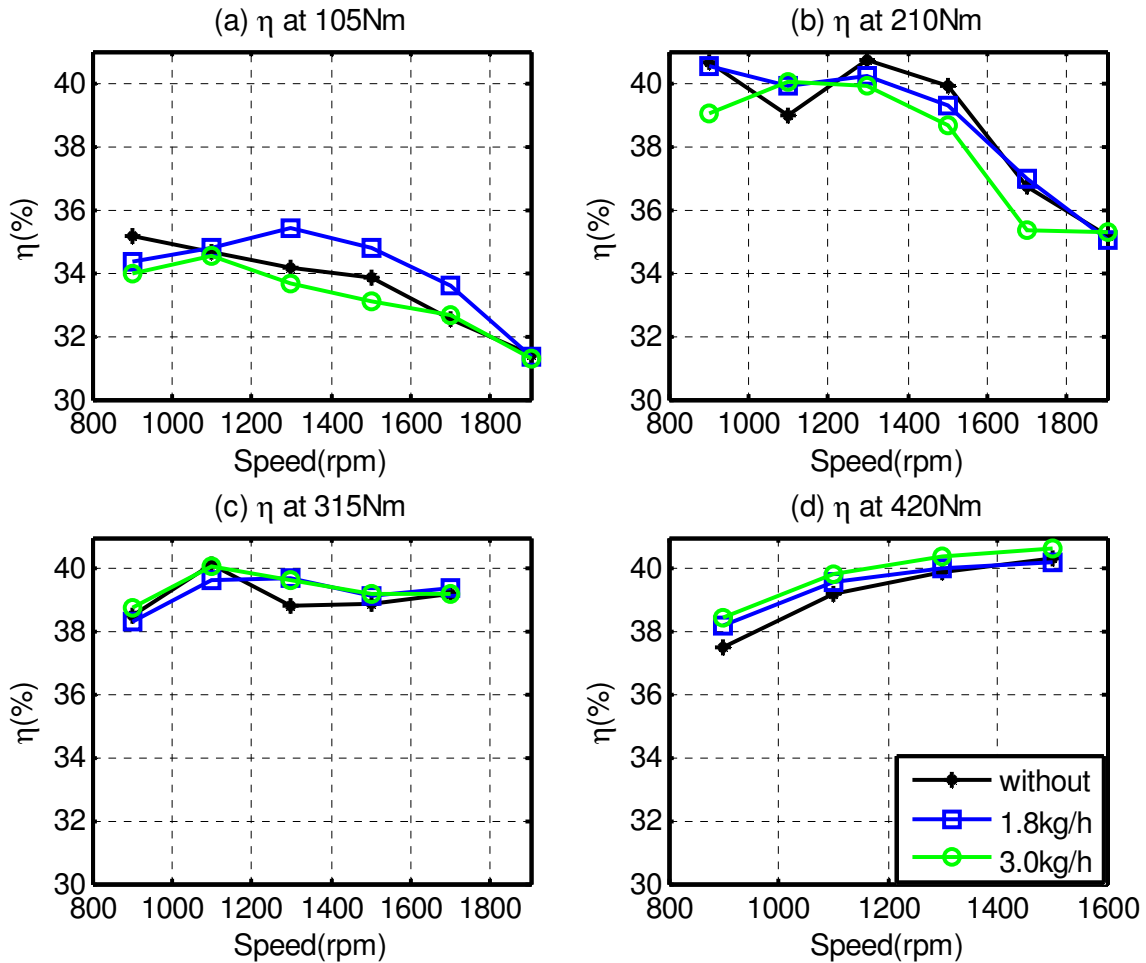 (a) η at 105Nm
40
38
36
34
32
30
η(%)
800 1000 1200 1400 1600 1800
Speed(rpm)
(b) η at 210Nm
40
38
36
34
32
30
η(%)
800 1000 1200 1400 1600 1800
Speed(rpm)
(c) η at 315Nm
40
38
36
34
32
30
η(%)
800 1000 1200 1400 1600 1800
Speed(rpm)
(d) η at 420Nm
40
38
36
34
32
30
η(%)
800 1000 1200 1400 1600
Speed(rpm)
without
1.8kg/h
3.0kg/h